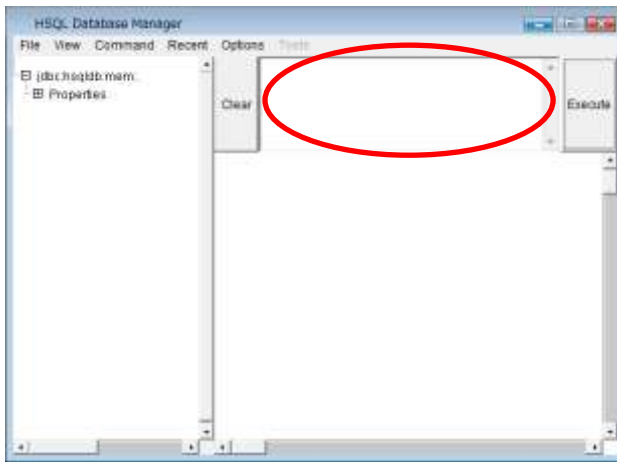 HSQL Database Manager
File View Command Recent Options Tools
jdbc:hsqldb:mem:
Properties
Clear
Execute